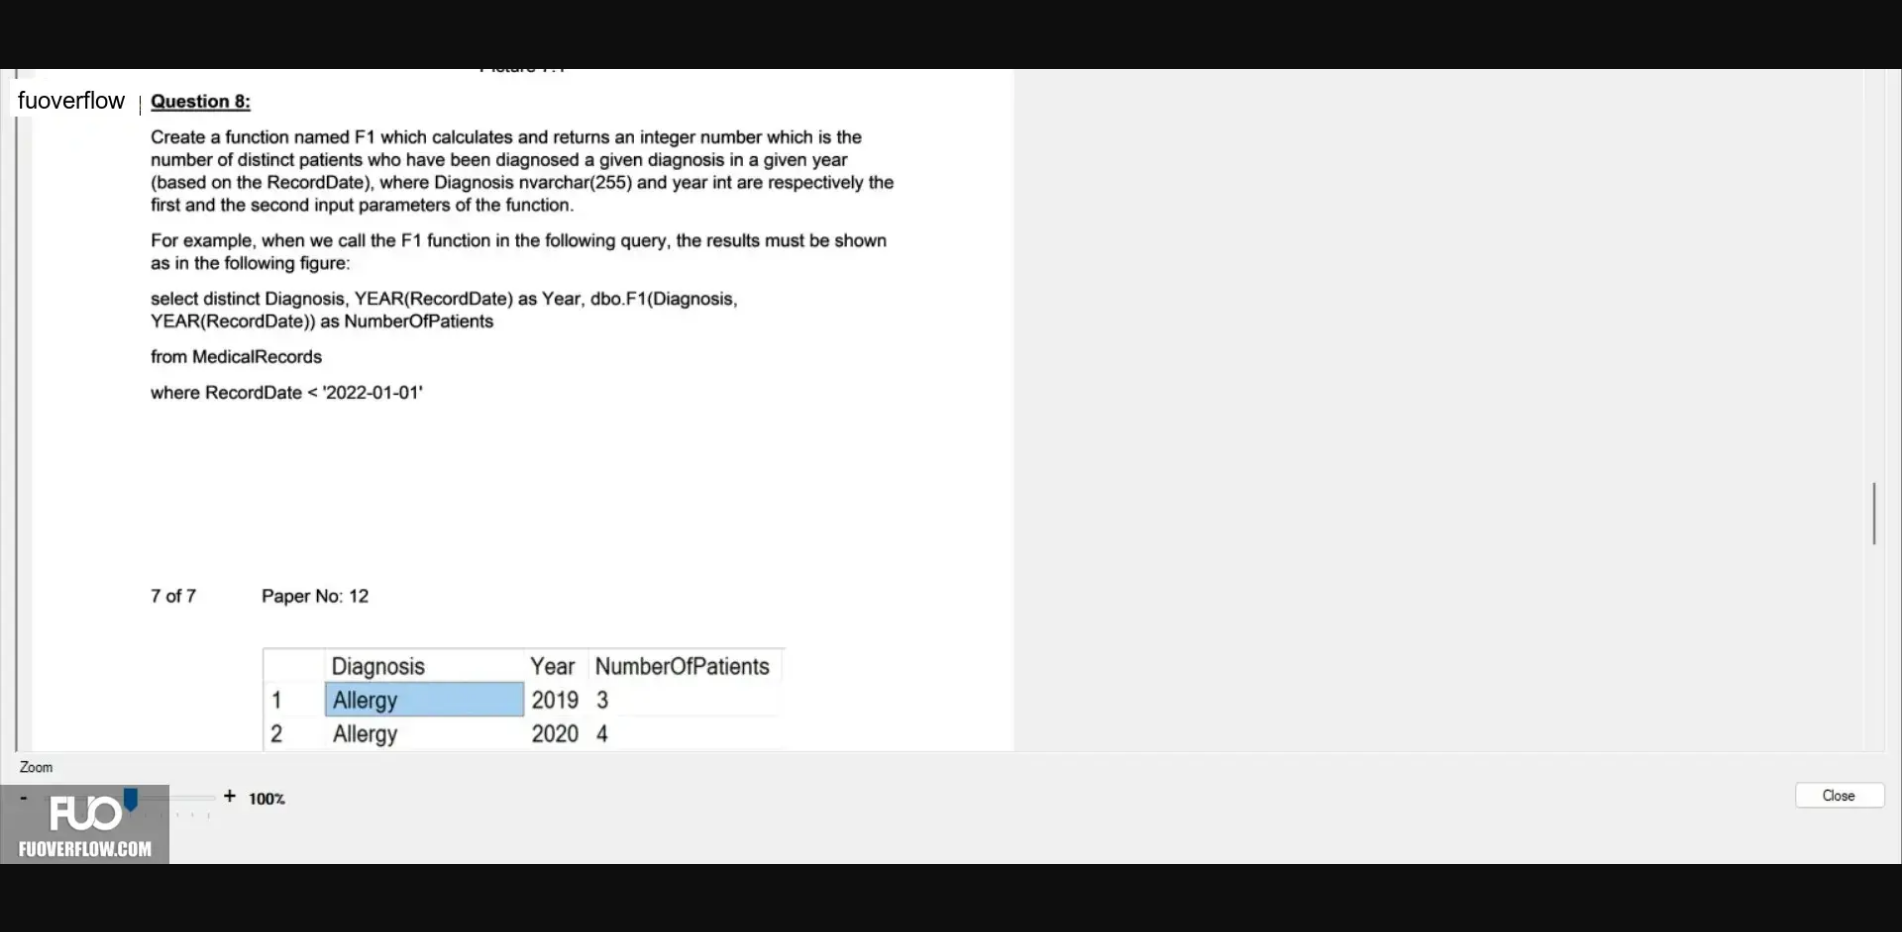 fuoverflow
Question 8:
Create a function named F1 which calculates and returns an integer number which is the
number of distinct patients who have been diagnosed a given diagnosis in a given year
(based on the RecordDate), where Diagnosis nvarchar(255) and year int are respectively the
first and the second input parameters of the function.
For example, when we call the F1 function in the following query, the results must be shown
as in the following figure:
select distinct Diagnosis, YEAR(RecordDate) as Year, dbo.F1(Diagnosis,
YEAR(RecordDate)) as NumberOfPatients
from MedicalRecords
where RecordDate < '2022-01-01'
7 of 7 Paper No: 12
Diagnosis Year NumberOfPatients
1 Allergy 2019 3
2 Allergy 2020 4
Zoom
- + 100%
Close
FUO
FUOVERFLOW.COM